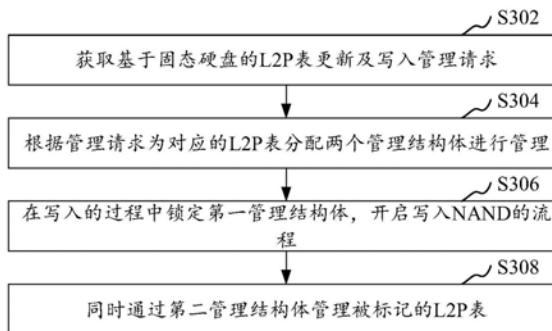 S302
获取基于固态硬盘的L2P表更新及写入管理请求
S304
根据管理请求为对应的L2P表分配两个管理结构体进行管理
S306
在写入的过程中锁定第一管理结构体，开启写入NAND的流
程
S308
同时通过第二管理结构体管理被标记的L2P表